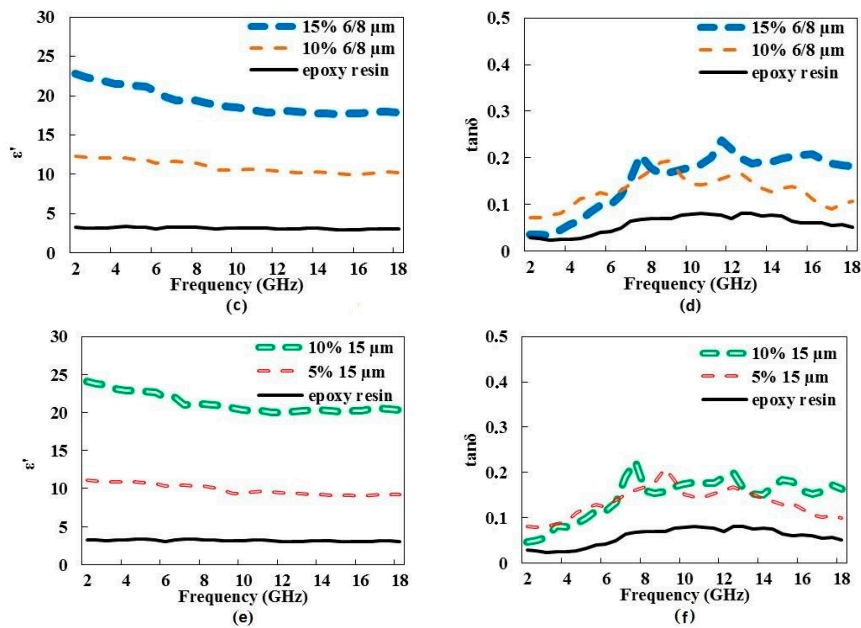 30
25
20
15
10
5
0
ε'
15% 6/8 µm
10% 6/8 µm
epoxy resin
2 4 6 8 10 12 14 16 18
Frequency (GHz)
(c)
0.5
0.4
0.3
0.2
0.1
0
tanδ
15% 6/8 µm
10% 6/8 µm
epoxy resin
2 4 6 8 10 12 14 16 18
Frequency (GHz)
(d)
30
25
20
15
10
5
0
ε'
10% 15 µm
5% 15 µm
epoxy resin
2 4 6 8 10 12 14 16 18
Frequency (GHz)
(e)
0.5
0.4
0.3
0.2
0.1
0
tanδ
10% 15 µm
5% 15 µm
epoxy resin
2 4 6 8 10 12 14 16 18
Frequency (GHz)
(f)